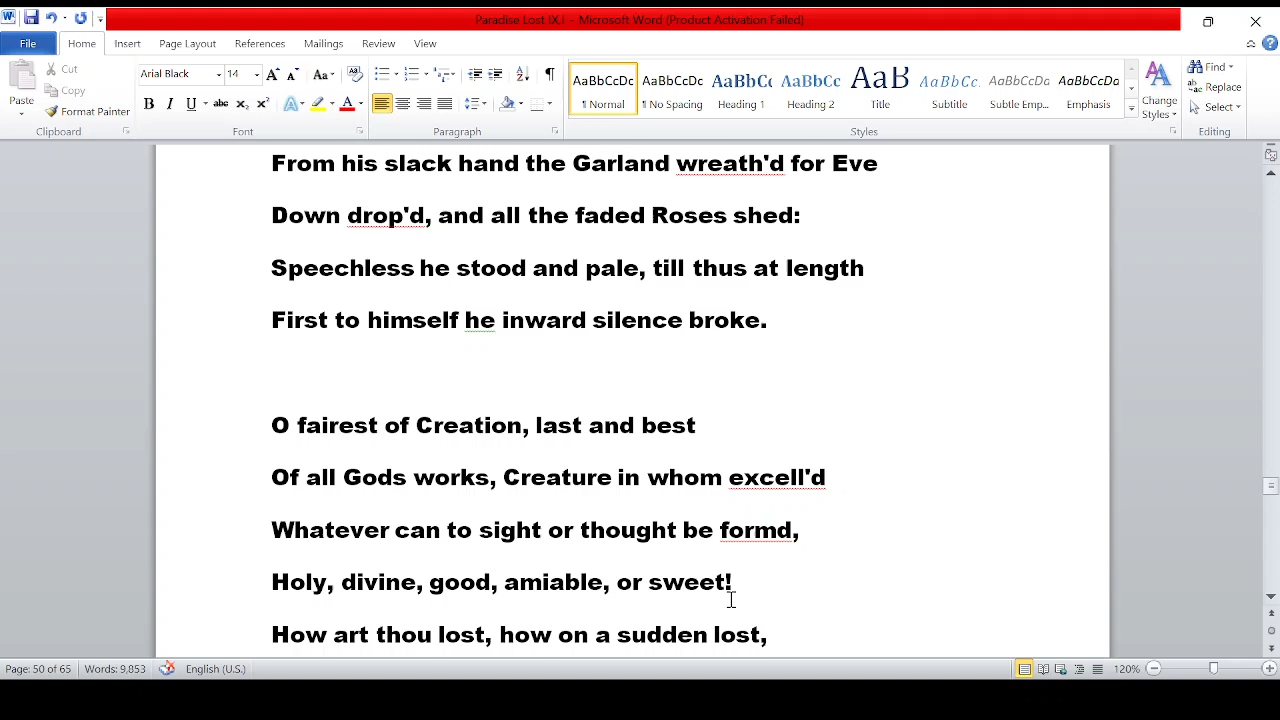 Paradise Lost IX.I - Microsoft Word (Product Activation Failed)
File Home Insert Page Layout References Mailings Review View
Paste Cut Copy Format Painter Clipboard
Arial Black 14 Aa Font
Paragraph
AaBbCcDc ¶ Normal
AaBbCcDc ¶ No Spacing
AaBbCc Heading 1
AaBbCc Heading 2
AaB Title
AaBbCc. Subtitle
AaBbCcDc Subtle Emp...
AaBbCcDc Emphasis
Change Styles
Styles
Find Replace Select Editing
From his slack hand the Garland wreath'd for Eve
Down drop'd, and all the faded Roses shed:
Speechless he stood and pale, till thus at length
First to himself he inward silence broke.
O fairest of Creation, last and best
Of all Gods works, Creature in whom excell'd
Whatever can to sight or thought be formd,
Holy, divine, good, amiable, or sweet!
How art thou lost, how on a sudden lost,
Page: 50 of 65 Words: 9,853 English (U.S.) 120%